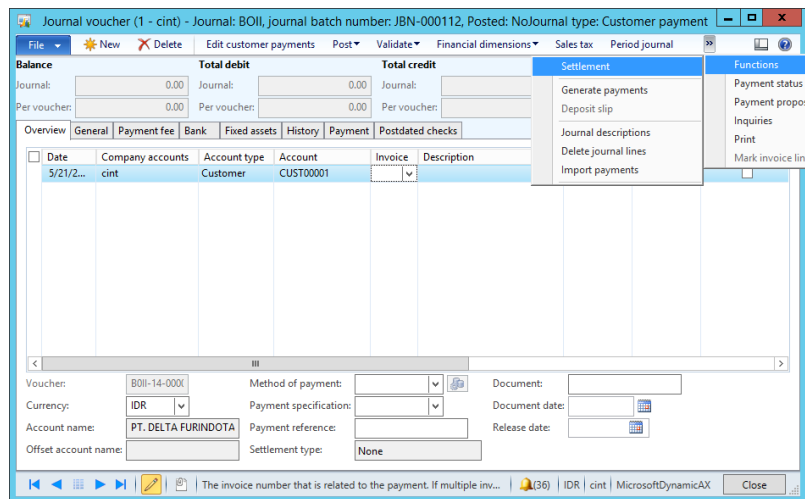 Journal voucher (1 - cint) - Journal: BOII, journal batch number: JBN-000112, Posted: NoJournal type: Customer payment
File New Delete Edit customer payments Post Validate Financial dimensions Sales tax Period journal »
Balance Total debit Total credit
Journal: 0.00 Journal: 0.00 Journal:
Per voucher: 0.00 Per voucher: 0.00 Per voucher:
Settlement
Generate payments
Deposit slip
Journal descriptions
Delete journal lines
Import payments
Functions
Payment status
Payment propos
Inquiries
Print
Mark invoice lin
Overview General Payment fee Bank Fixed assets History Payment Postdated checks
Date Company accounts Account type Account Invoice Description
5/21/2... cint Customer CUST00001
Voucher: B0II-14-000( Method of payment: Document:
Currency: IDR Payment specification: Document date:
Account name: PT. DELTA FURINDOTA Payment reference: Release date:
Offset account name: Settlement type: None
The invoice number that is related to the payment. If multiple inv... (36) IDR cint MicrosoftDynamicAX Close